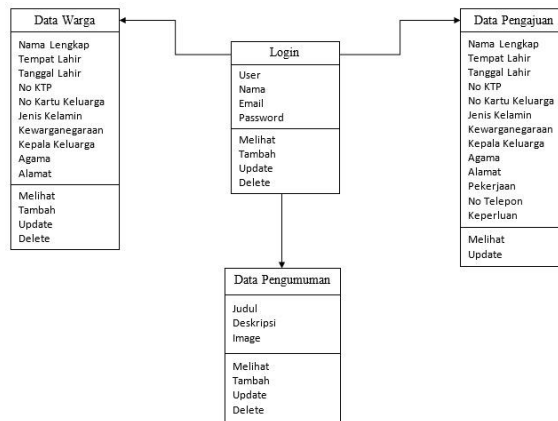 Data Warga
Nama Lengkap
Tempat Lahir
Tanggal Lahir
No KTP
No Kartu Keluarga
Jenis Kelamin
Kewarganegaraan
Kepala Keluarga
Agama
Alamat
Melihat
Tambah
Update
Delete
Login
User
Nama
Email
Password
Melihat
Tambah
Update
Delete
Data Pengajuan
Nama Lengkap
Tempat Lahir
Tanggal Lahir
No KTP
No Kartu Keluarga
Jenis Kelamin
Kewarganegaraan
Kepala Keluarga
Agama
Alamat
Pekerjaan
No Telepon
Keperluan
Melihat
Update
Data Pengumuman
Judul
Deskripsi
Image
Melihat
Tambah
Update
Delete